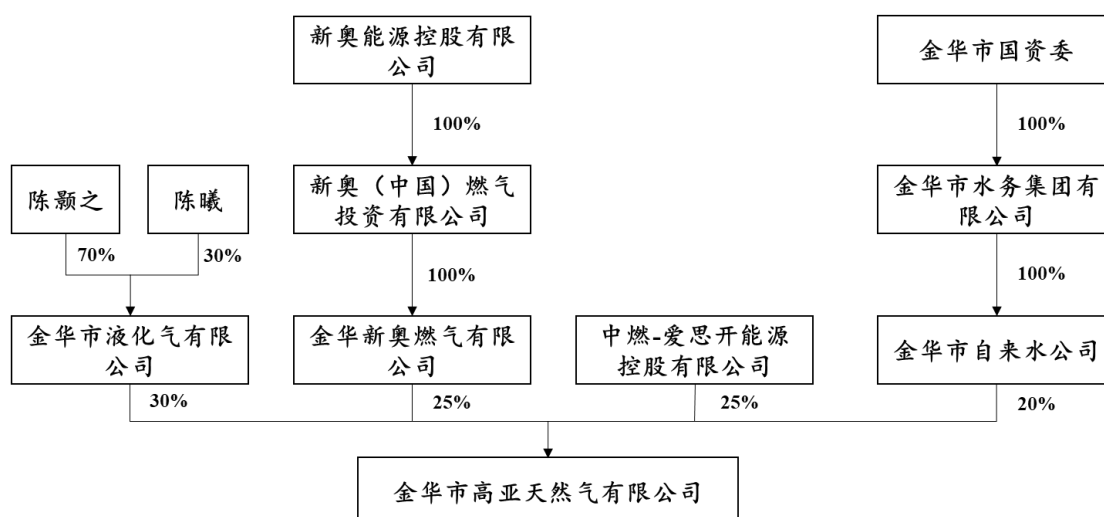 新奥能源控股有限
公司
金华市国资委
100%
100%
陈颢之
陈曦
新奥（中国）燃气
投资有限公司
金华市水务集团有
限公司
70%
30%
100%
100%
金华市液化气有限
公司
金华新奥燃气有限
公司
中燃-爱思开能源
控股有限公司
金华市自来水公司
30%
25%
25%
20%
金华市高亚天然气有限公司